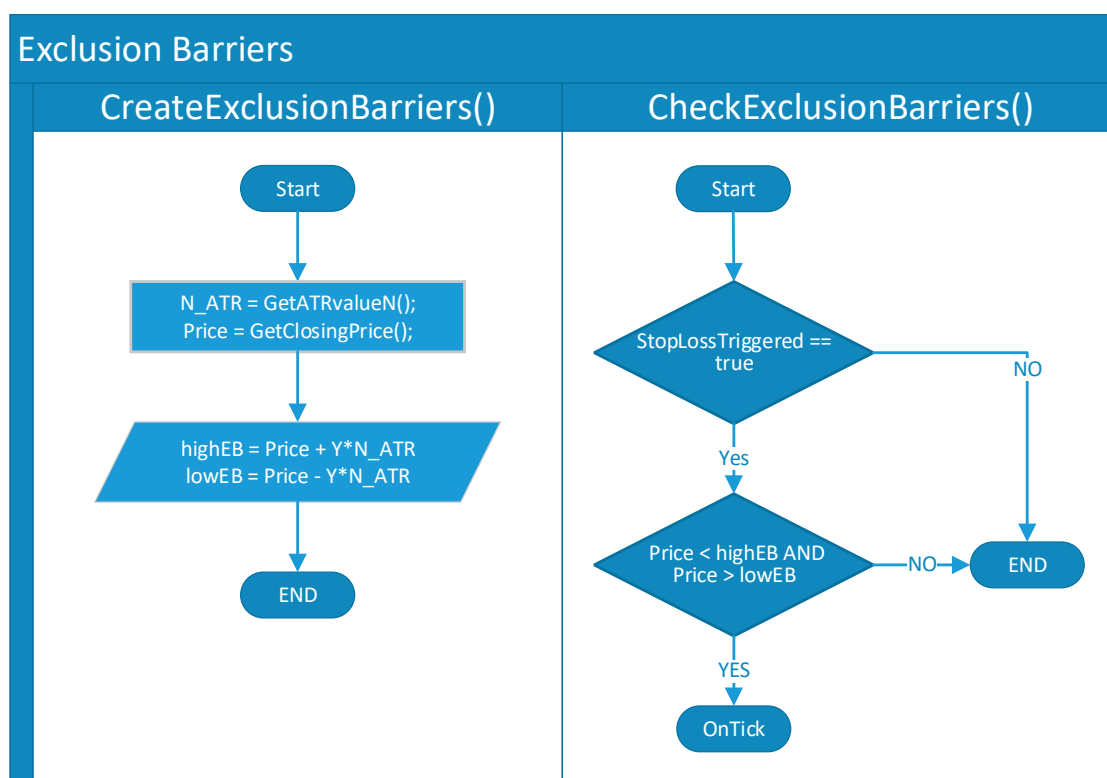 Exclusion Barriers
CreateExclusionBarriers()
Start
N_ATR = GetATRvalueN();
Price = GetClosingPrice();
highEB = Price + Y*N_ATR
lowEB = Price - Y*N_ATR
END
CheckExclusionBarriers()
Start
StopLossTriggered ==
true
NO
Yes
Price < highEB AND
Price > lowEB
NO
END
YES
OnTick